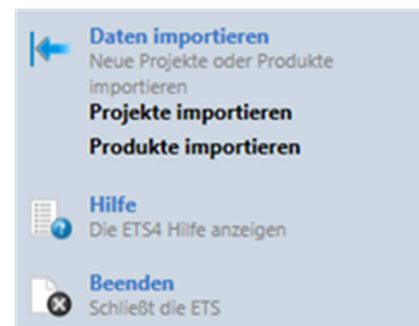 Daten importieren
Neue Projekte oder Produkte
importieren
Projekte importieren
Produkte importieren
Hilfe
Die ETS4 Hilfe anzeigen
Beenden
Schließt die ETS